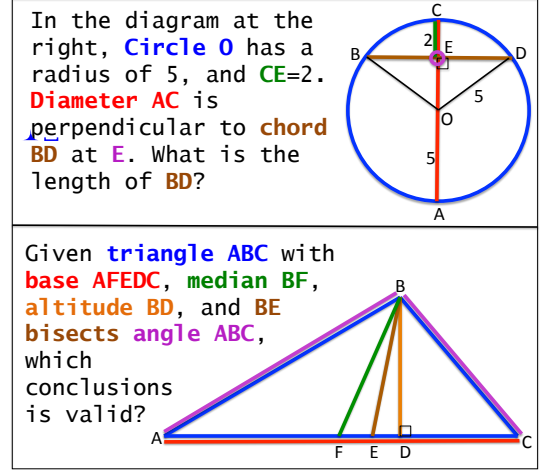 In the diagram at the
right, Circle O has a
radius of 5, and CE=2.
Diameter AC is
perpendicular to chord
BD at E. What is the
length of BD?
C
2
E
B
D
5
O
5
A
Given triangle ABC with
base AFEDC, median BF,
altitude BD, and BE
bisects angle ABC,
which
conclusions
is valid?
B
A
F E D C